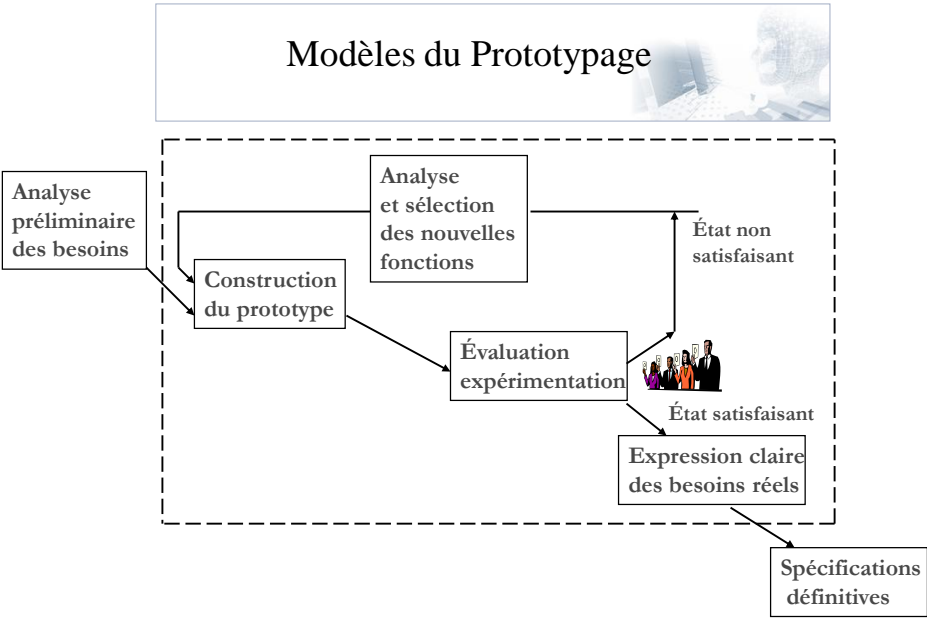 Modèles du Prototypage
Analyse
préliminaire
des besoins
Analyse
et sélection
des nouvelles
fonctions
État non
satisfaisant
Construction
du prototype
Évaluation
expérimentation
État satisfaisant
Expression claire
des besoins réels
Spécifications
définitives